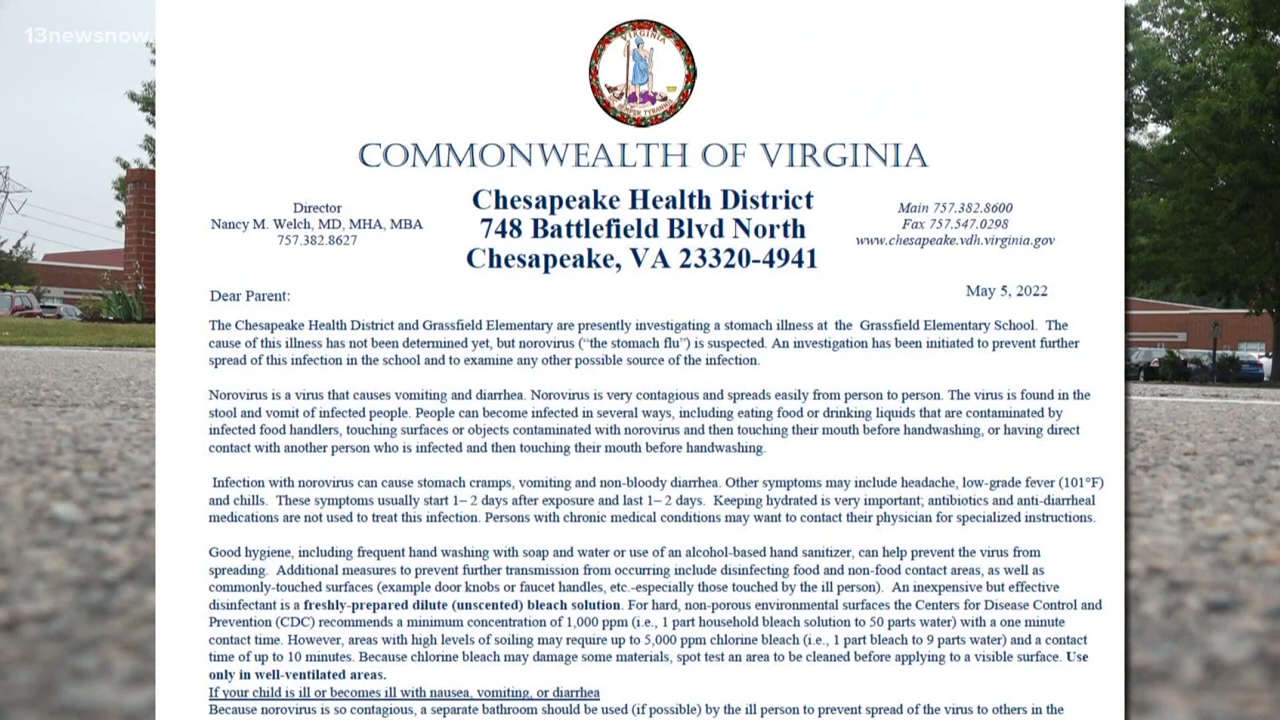 13newsnow.
VIRGINIA
SIC SEMPER TYRANNIS
COMMONWEALTH OF VIRGINIA
Director
Nancy M. Welch, MD, MHA, MBA
757.382.8627
Chesapeake Health District
748 Battlefield Blvd North
Chesapeake, VA 23320-4941
Main 757.382.8600
Fax 757.547.0298
www.chesapeake.vdh.virginia.gov
May 5, 2022
Dear Parent:
The Chesapeake Health District and Grassfield Elementary are presently investigating a stomach illness at the Grassfield Elementary School. The
cause of this illness has not been determined yet, but norovirus (“the stomach flu”) is suspected. An investigation has been initiated to prevent further
spread of this infection in the school and to examine any other possible source of the infection.
Norovirus is a virus that causes vomiting and diarrhea. Norovirus is very contagious and spreads easily from person to person. The virus is found in the
stool and vomit of infected people. People can become infected in several ways, including eating food or drinking liquids that are contaminated by
infected food handlers, touching surfaces or objects contaminated with norovirus and then touching their mouth before handwashing, or having direct
contact with another person who is infected and then touching their mouth before handwashing.
Infection with norovirus can cause stomach cramps, vomiting and non-bloody diarrhea. Other symptoms may include headache, low-grade fever (101°F)
and chills. These symptoms usually start 1– 2 days after exposure and last 1– 2 days. Keeping hydrated is very important; antibiotics and anti-diarrheal
medications are not used to treat this infection. Persons with chronic medical conditions may want to contact their physician for specialized instructions.
Good hygiene, including frequent hand washing with soap and water or use of an alcohol-based hand sanitizer, can help prevent the virus from
spreading. Additional measures to prevent further transmission from occurring include disinfecting food and non-food contact areas, as well as
commonly-touched surfaces (example door knobs or faucet handles, etc.-especially those touched by the ill person). An inexpensive but effective
disinfectant is a freshly-prepared dilute (unscented) bleach solution. For hard, non-porous environmental surfaces the Centers for Disease Control and
Prevention (CDC) recommends a minimum concentration of 1,000 ppm (i.e., 1 part household bleach solution to 50 parts water) with a one minute
contact time. However, areas with high levels of soiling may require up to 5,000 ppm chlorine bleach (i.e., 1 part bleach to 9 parts water) and a contact
time of up to 10 minutes. Because chlorine bleach may damage some materials, spot test an area to be cleaned before applying to a visible surface. Use
only in well-ventilated areas.
If your child is ill or becomes ill with nausea, vomiting, or diarrhea
Because norovirus is so contagious, a separate bathroom should be used (if possible) by the ill person to prevent spread of the virus to others in the